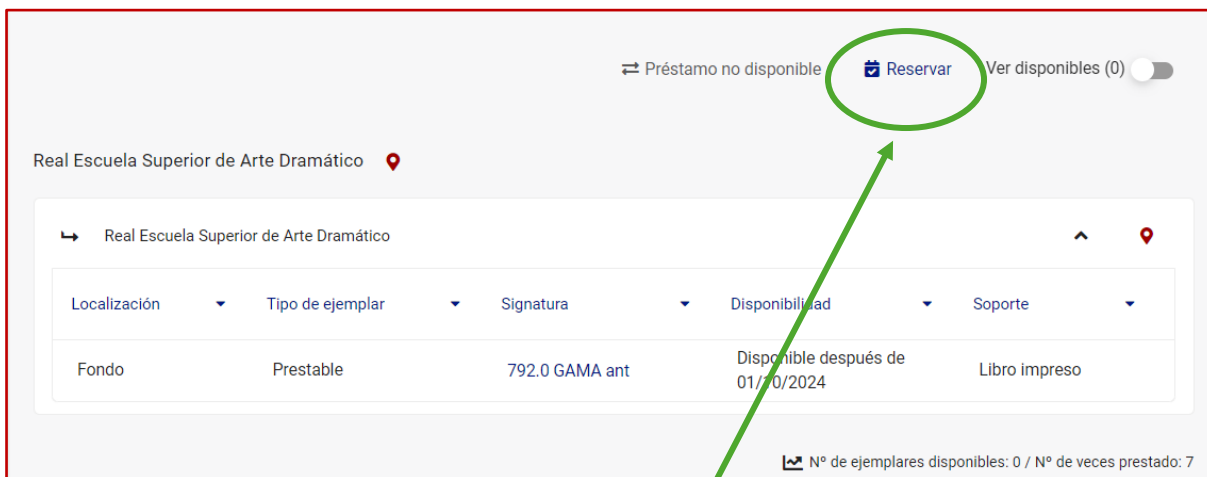 Préstamo no disponible Reservar Ver disponibles (0)
Real Escuela Superior de Arte Dramático
Real Escuela Superior de Arte Dramático
Localización Tipo de ejemplar Signatura Disponibilidad Soporte
Fondo Prestable 792.0 GAMA ant Disponible después de 01/10/2024 Libro impreso
Nº de ejemplares disponibles: 0 / Nº de veces prestado: 7